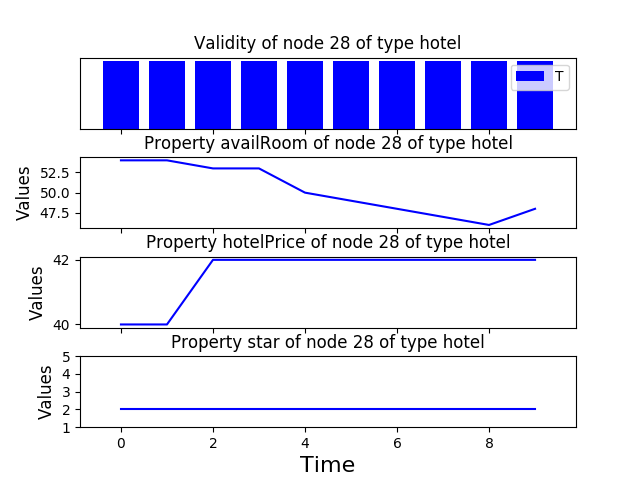 Validity of node 28 of type hotel
T
Property availRoom of node 28 of type hotel
Values
52.5
50.0
47.5
Property hotelPrice of node 28 of type hotel
Values
42
40
Property star of node 28 of type hotel
Values
5
4
3
2
1
0 2 4 6 8
Time